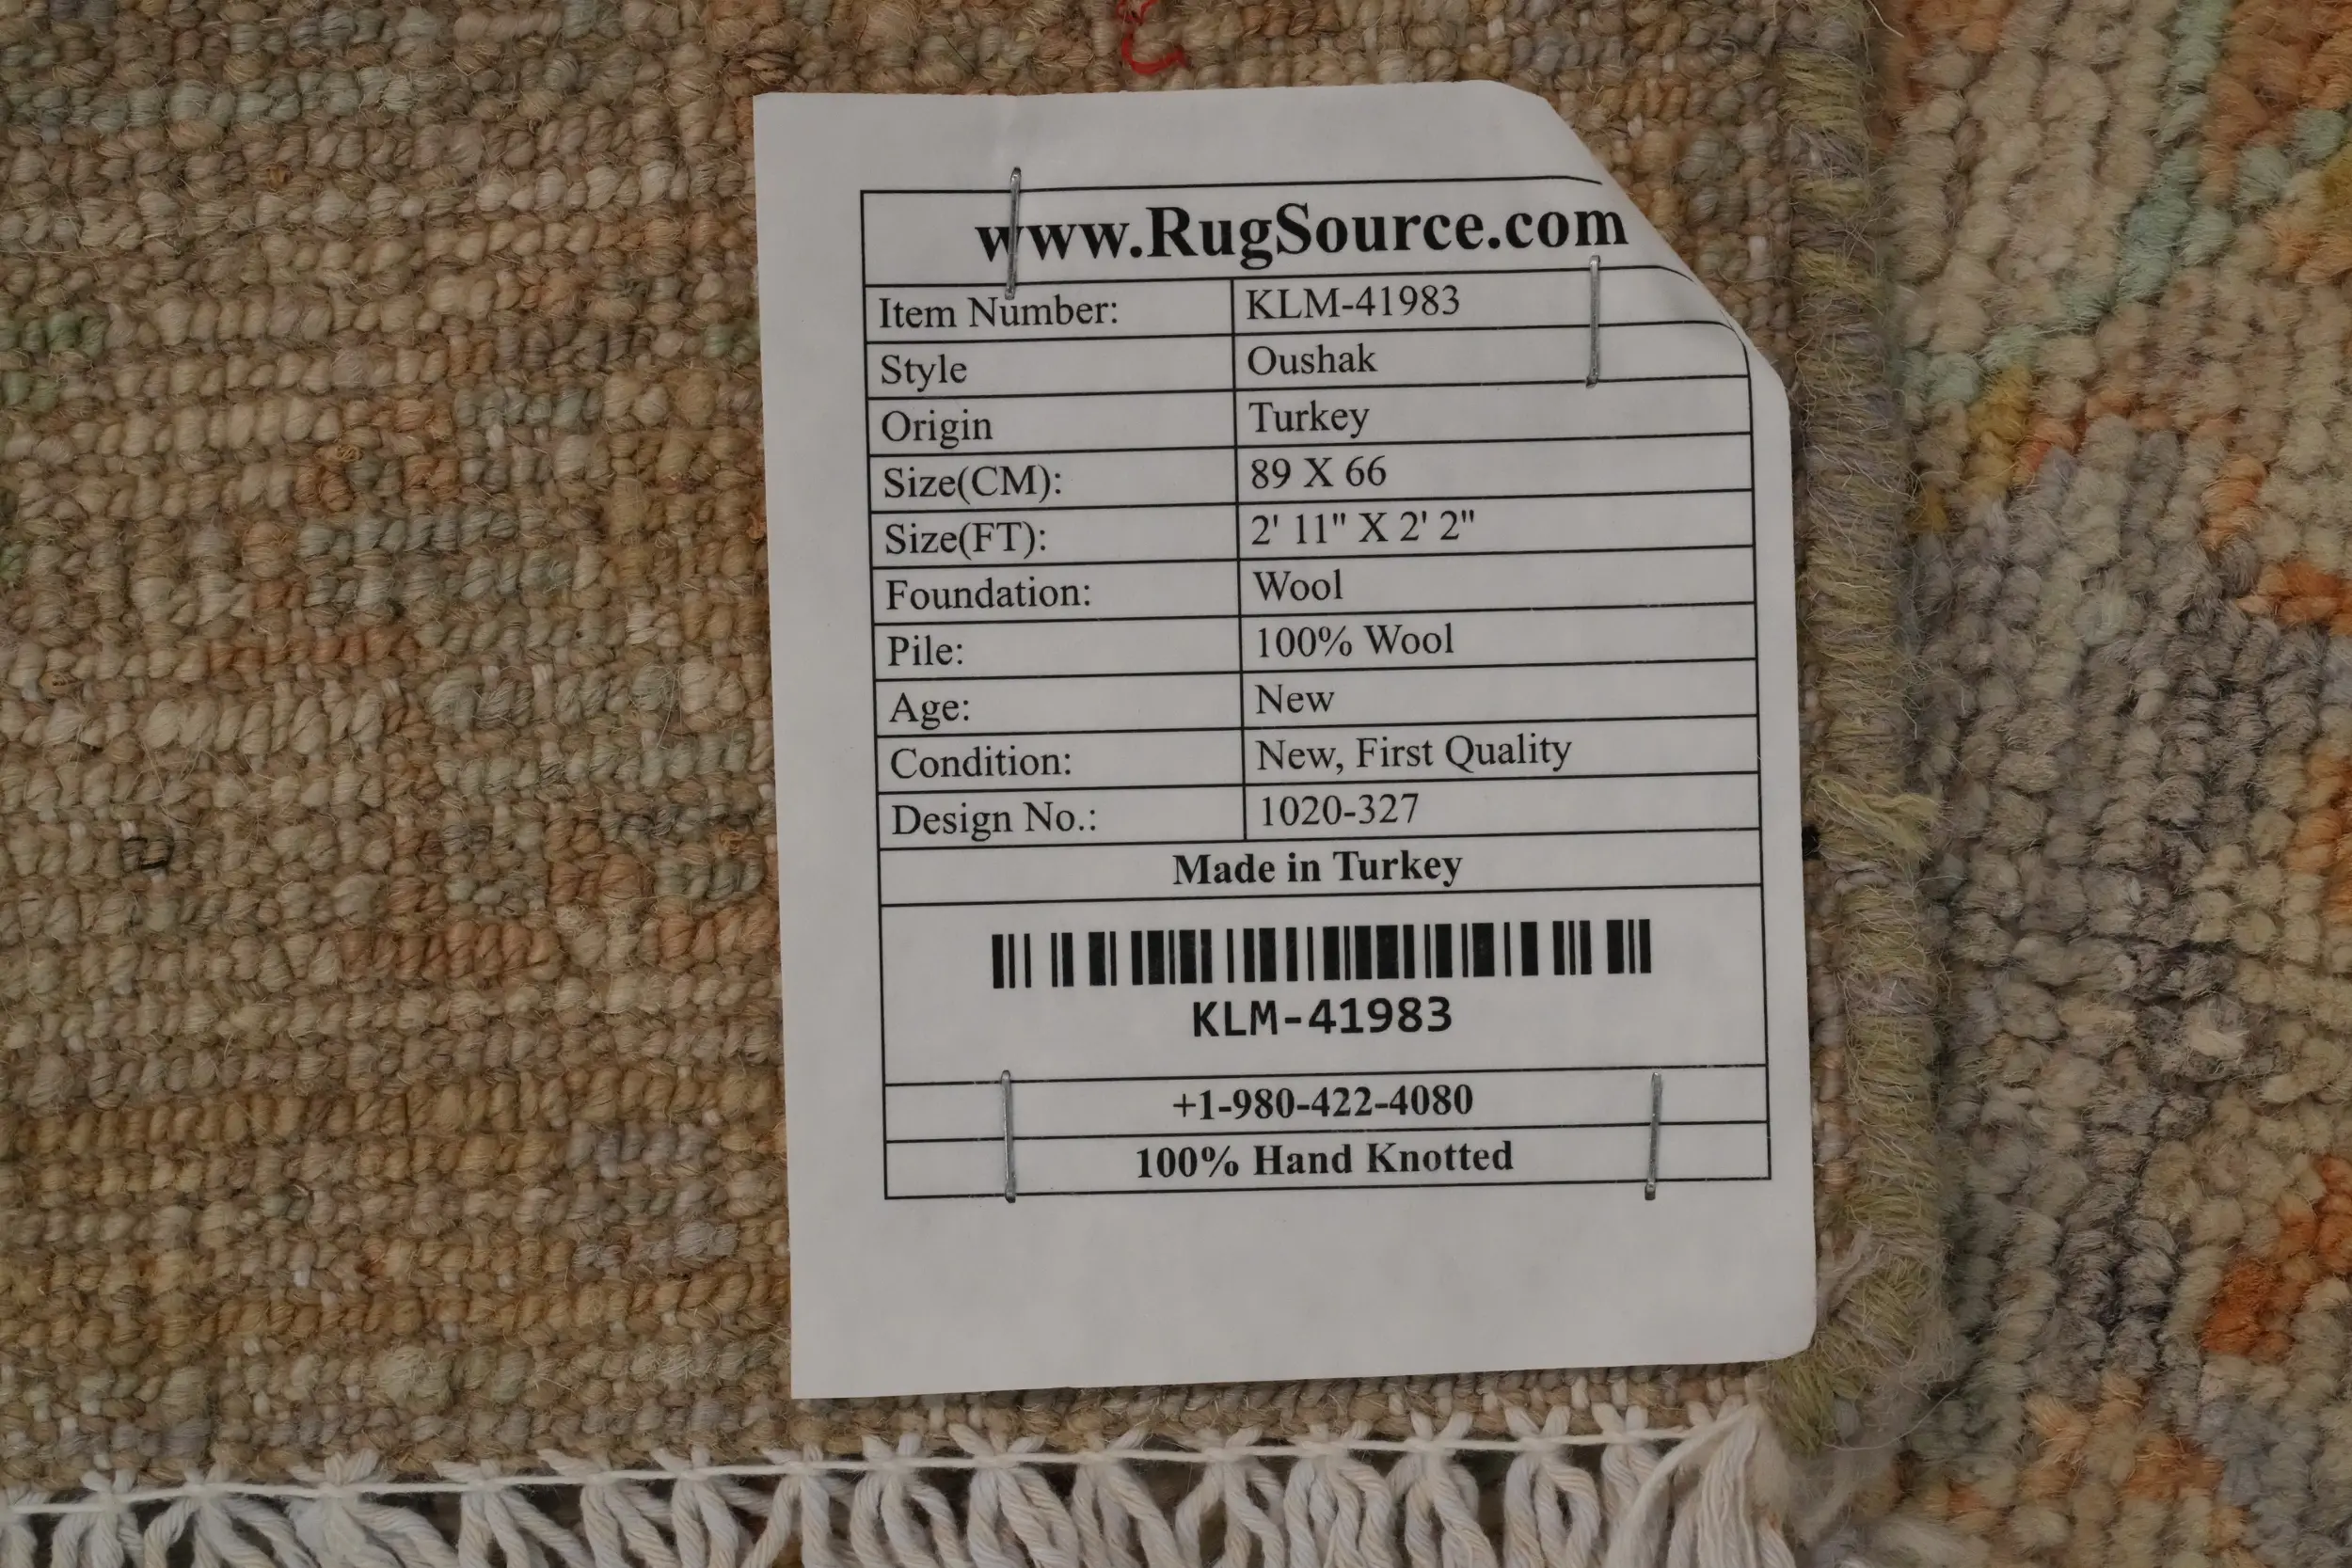 www.RugSource.com
Item Number: KLM-41983
Style Oushak
Origin Turkey
Size(CM): 89 X 66
Size(FT): 2' 11" X 2' 2"
Foundation: Wool
Pile: 100% Wool
Age: New
Condition: New, First Quality
Design No.: 1020-327
Made in Turkey
KLM-41983
+1-980-422-4080
100% Hand Knotted